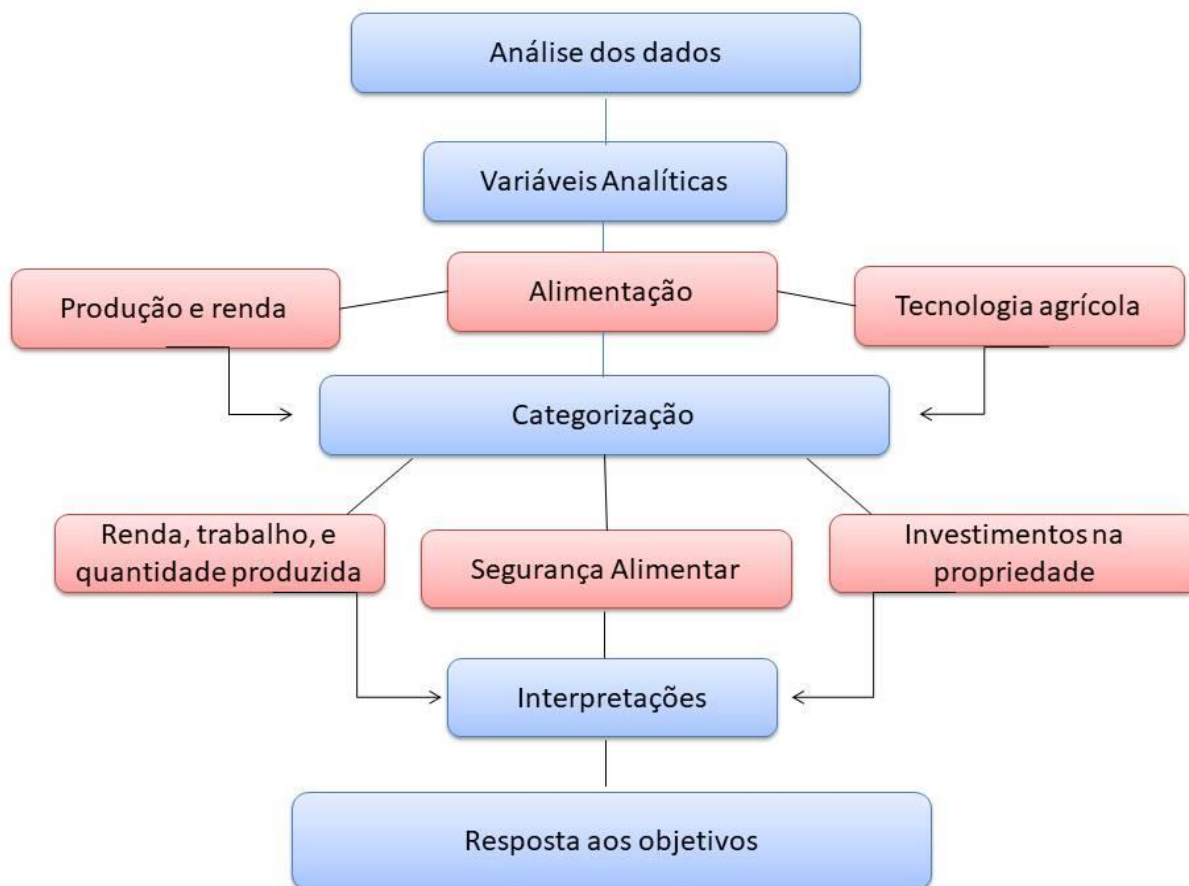 Análise dos dados
Variáveis Analíticas
Produção e renda
Alimentação
Tecnologia agrícola
Categorização
Renda, trabalho, e
quantidade produzida
Segurança Alimentar
Investimentos na
propriedade
Interpretações
Resposta aos objetivos